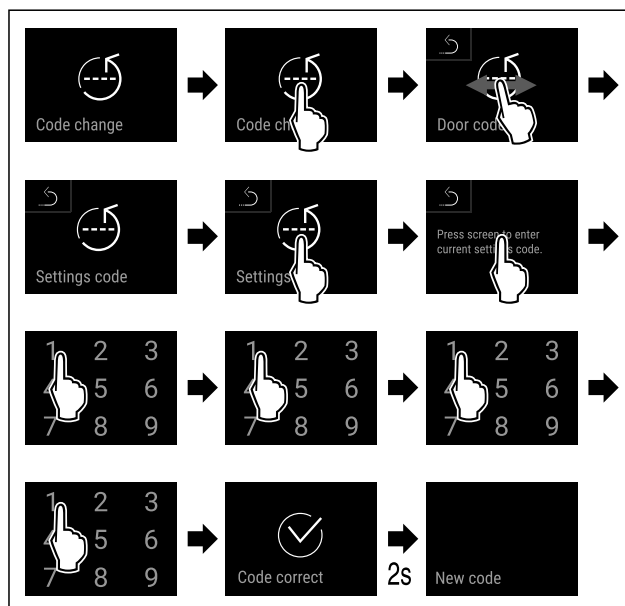 Code change
Code ch
Door cod
Settings code
Settings
Press screen to enter
current settings code.
1 2 3
4 5 6
7 8 9
1 2 3
4 5 6
7 8 9
1 2 3
4 5 6
7 8 9
1 2 3
4 5 6
7 8 9
Code correct
2s
New code